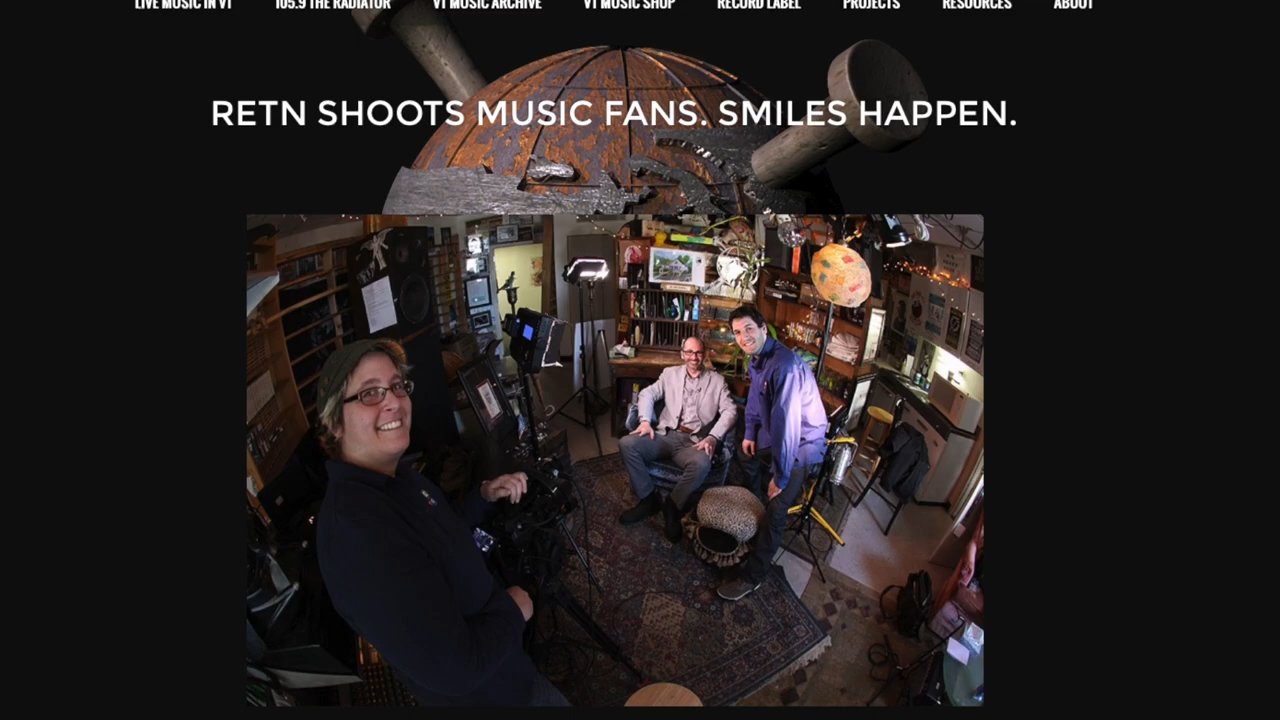 LIVE MUSIC IN VT 105.9 THE RADIATOR VT MUSIC ARCHIVE VT MUSIC SHOP RECORD LABEL PROJECTS RESOURCES ABOUT
RETN SHOOTS MUSIC FANS. SMILES HAPPEN.